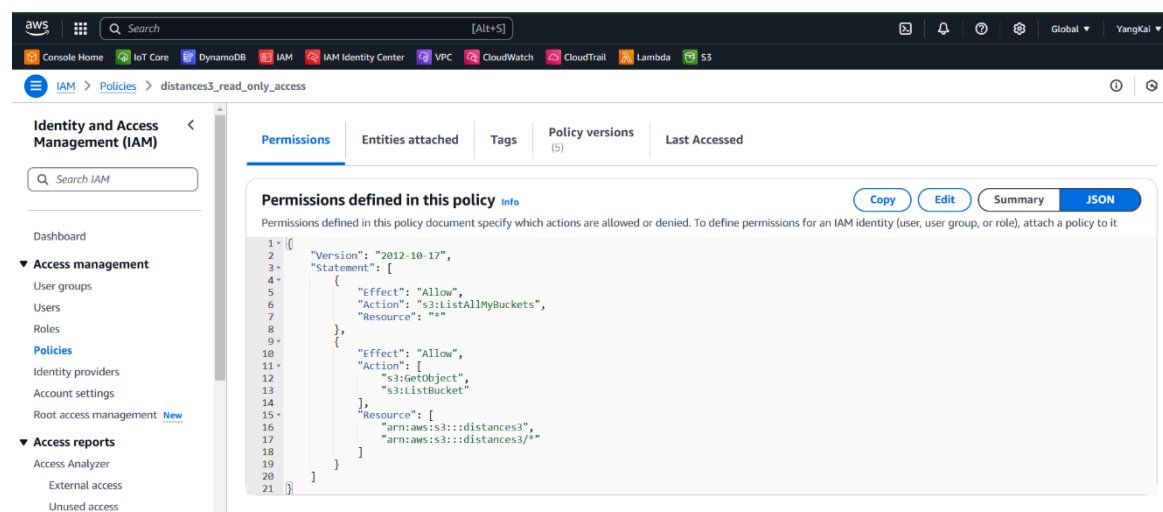 aws
Search [Alt+S] Global YangKai
Console Home IoT Core DynamoDB IAM IAM Identity Center VPC CloudWatch CloudTrail Lambda S3
IAM > Policies > distances3_read_only_access
Identity and Access
Management (IAM)
Search IAM
Dashboard
Access management
User groups
Users
Roles
Policies
Identity providers
Account settings
Root access management New
Access reports
Access Analyzer
External access
Unused access
Permissions Entities attached Tags Policy versions (5) Last Accessed
Permissions defined in this policy Info
Copy Edit Summary JSON
Permissions defined in this policy document specify which actions are allowed or denied. To define permissions for an IAM identity (user, user group, or role), attach a policy to it
1 {
2 "Version": "2012-10-17",
3 "Statement": [
4 {
5 "Effect": "Allow",
6 "Action": "s3:ListAllMyBuckets",
7 "Resource": "*"
8 },
9 {
10 "Effect": "Allow",
11 "Action": [
12 "s3:GetObject",
13 "s3:ListBucket"
14 ],
15 "Resource": [
16 "arn:aws:s3:::distances3",
17 "arn:aws:s3:::distances3/*"
18 ]
19 }
20 ]
21 }